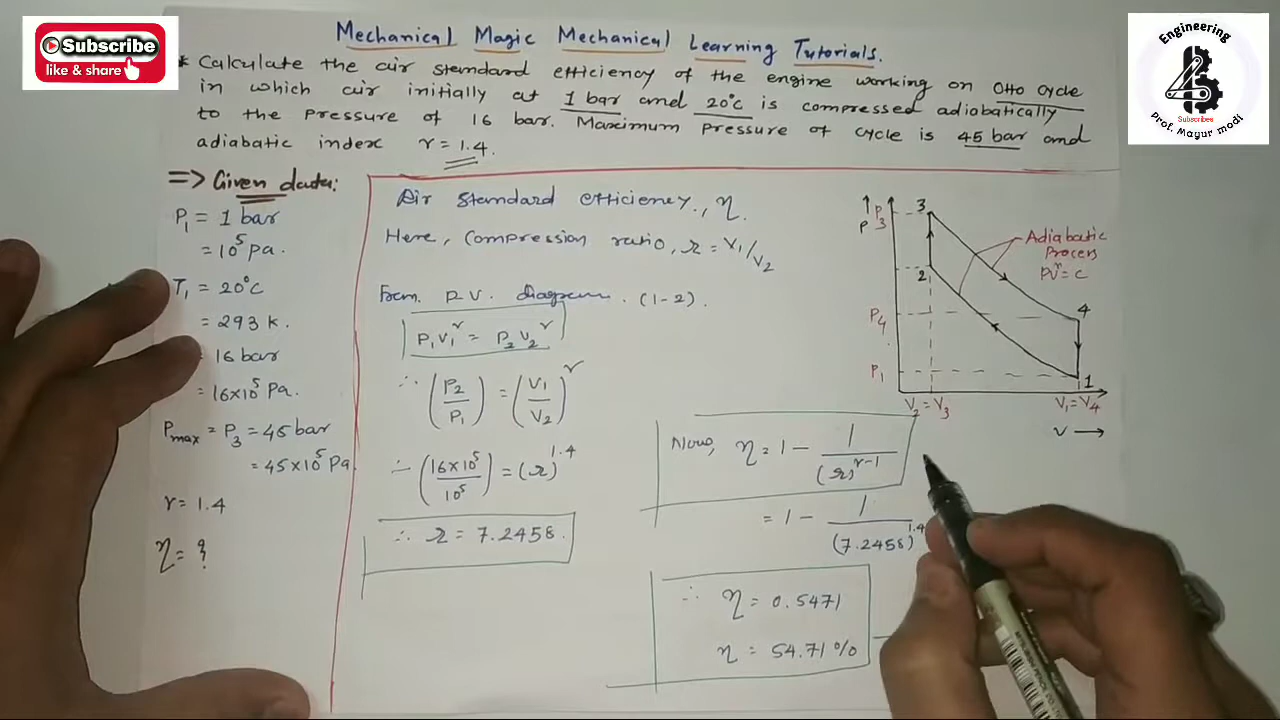 Subscribe
like & share
Engineering
Subscribes
Prof. Mayur modi
Mechanical Magic Mechanical Learning Tutorials.
* Calculate the air standard efficiency of the engine working on Otto cycle
in which air initially at 1 bar and 20°C is compressed adiabatically
to the pressure of 16 bar. Maximum pressure of cycle is 45 bar and
adiabatic index r = 1.4.
=> Given data:
P1 = 1 bar
= 10^5 pa.
T1 = 20°C
= 293 k.
= 16 bar
= 16×10^5 Pa.
Pmax = P3 = 45 bar
= 45×10^5 Pa
r = 1.4
η = ?
Air standard efficiency, η.
Here, Compression ratio, r = V1/V2
From P.V. diagram. (1-2).
P1V1^r = P2V2^r
∴ (P2/P1) = (V1/V2)^r
∴ (16×10^5/10^5) = (r)^1.4
∴ r = 7.2458.
Now, η = 1 - 1/(r)^r-1
= 1 - 1/(7.2458)^1.4
∴ η = 0.5471
η = 54.71%
P
P3
3
2
P4
4
P1
1
Adiabatic
Process
PV^r = c
V2 = V3
V1 = V4
V →